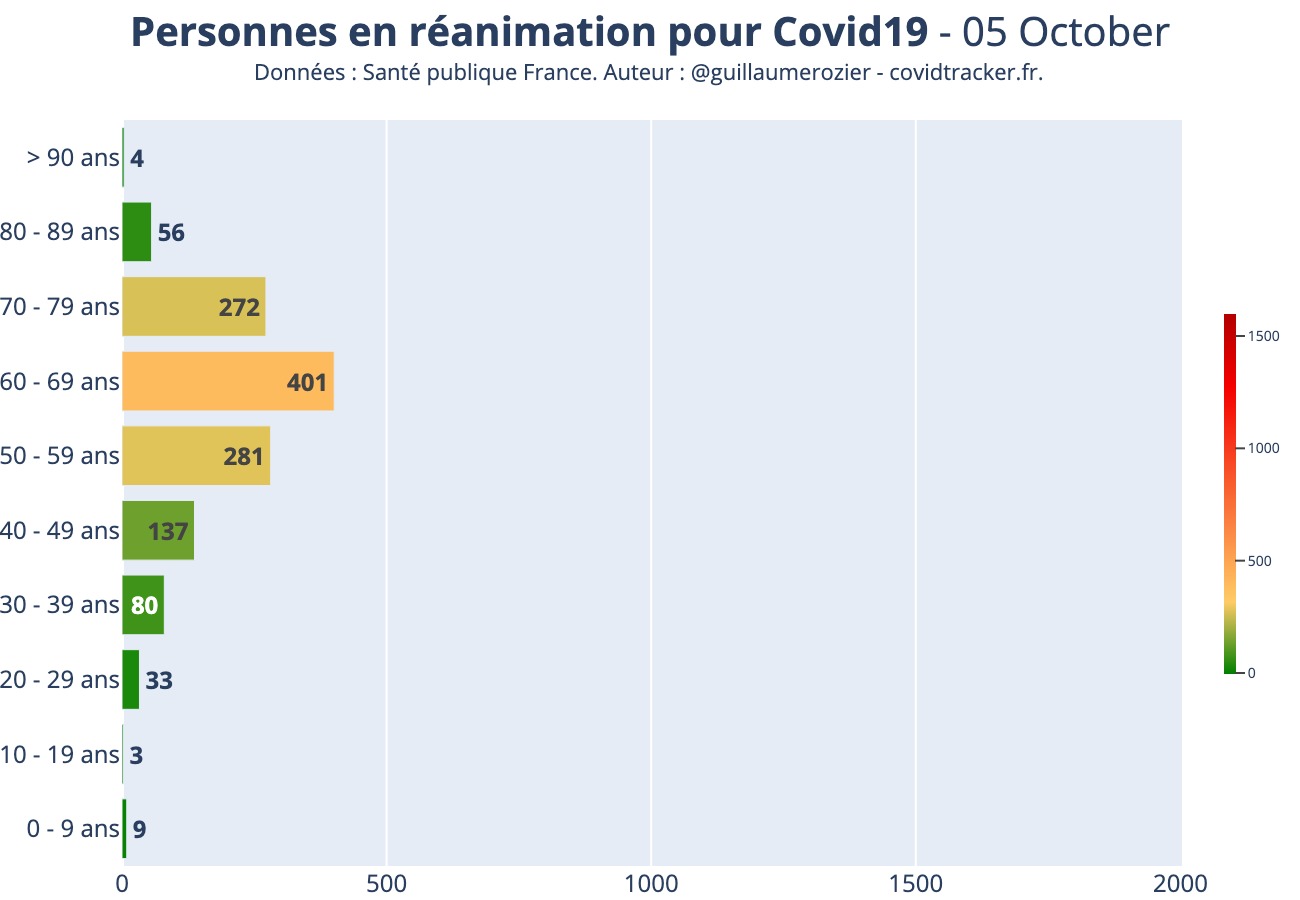 Personnes en réanimation pour Covid19 - 05 October
Données : Santé publique France. Auteur : @guillaumerozier - covidtracker.fr.
> 90 ans 4
80 - 89 ans 56
70 - 79 ans 272
60 - 69 ans 401
50 - 59 ans 281
40 - 49 ans 137
30 - 39 ans 80
20 - 29 ans 33
10 - 19 ans 3
0 - 9 ans 9
0 500 1000 1500 2000
1500
1000
500
0